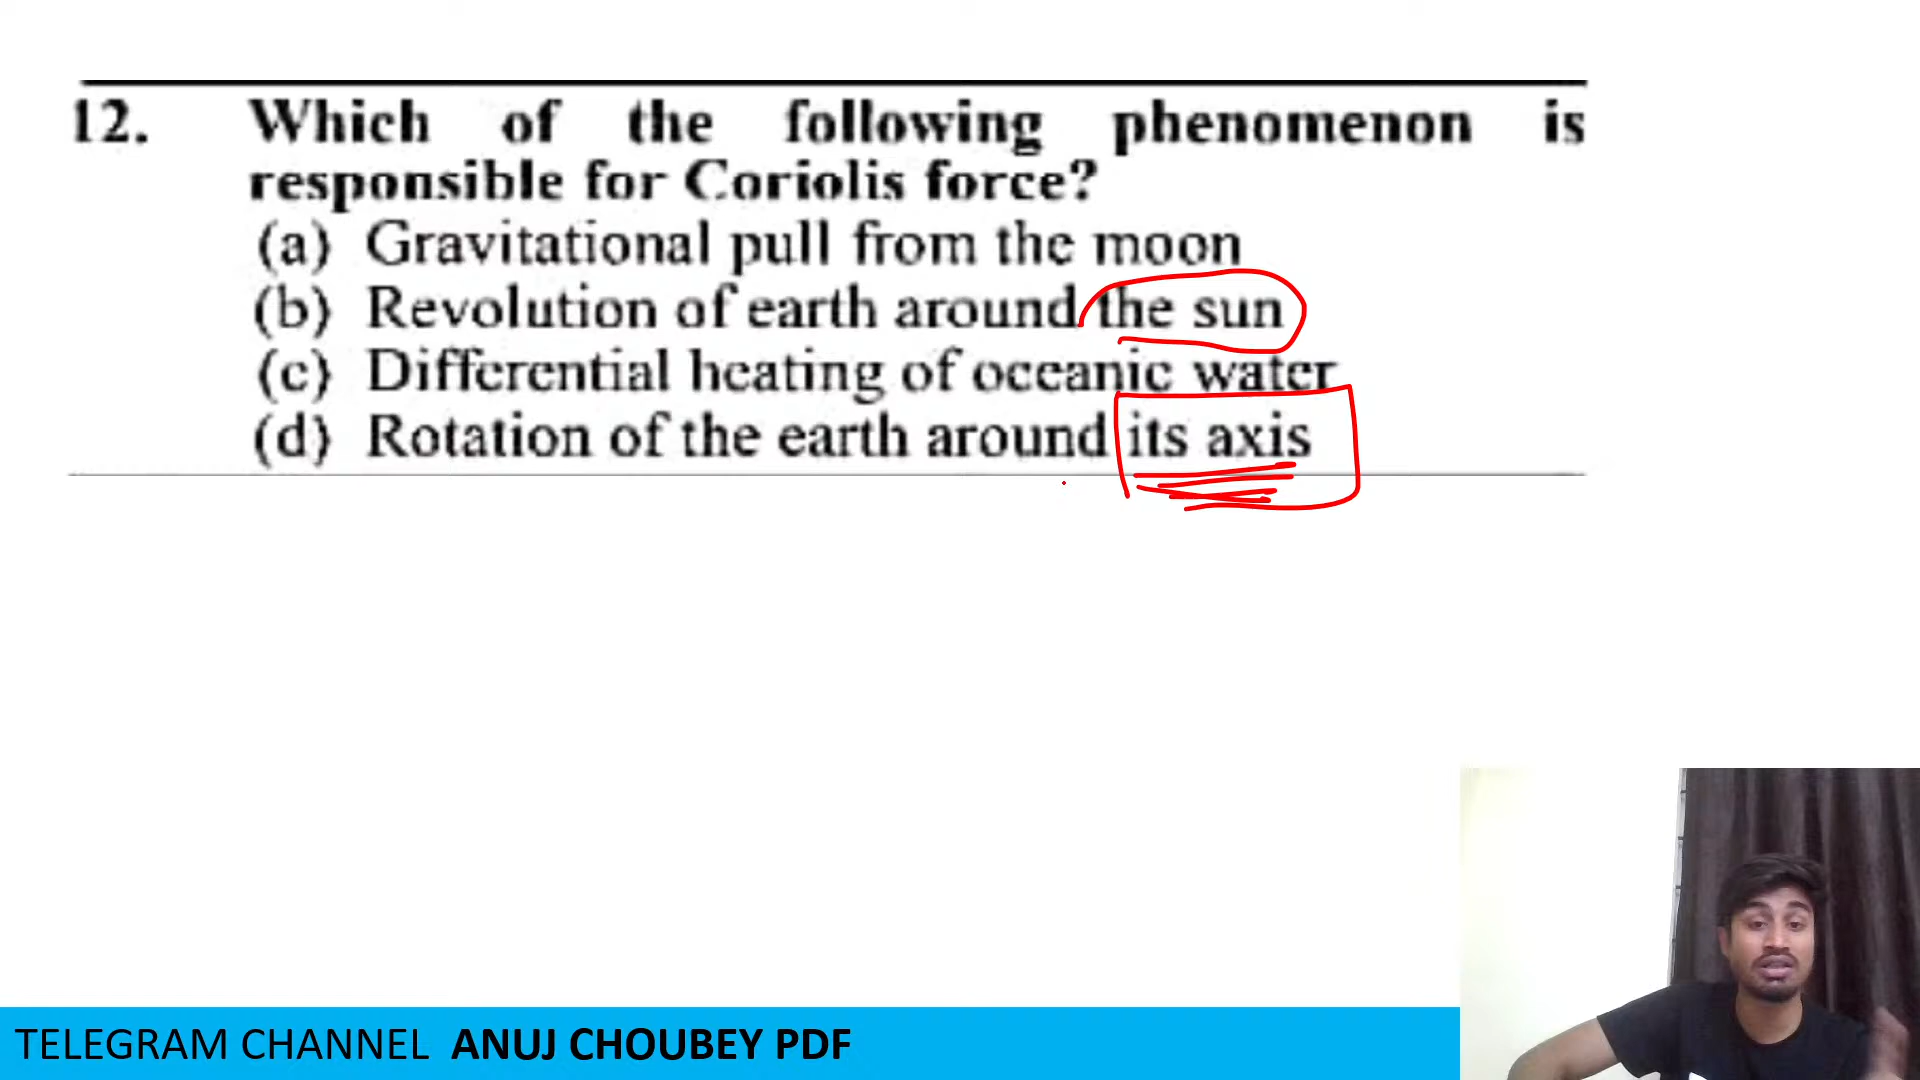 12. Which of the following phenomenon is
responsible for Coriolis force?
(a) Gravitational pull from the moon
(b) Revolution of earth around the sun
(c) Differential heating of oceanic water
(d) Rotation of the earth around its axis
TELEGRAM CHANNEL ANUJ CHOUBEY PDF